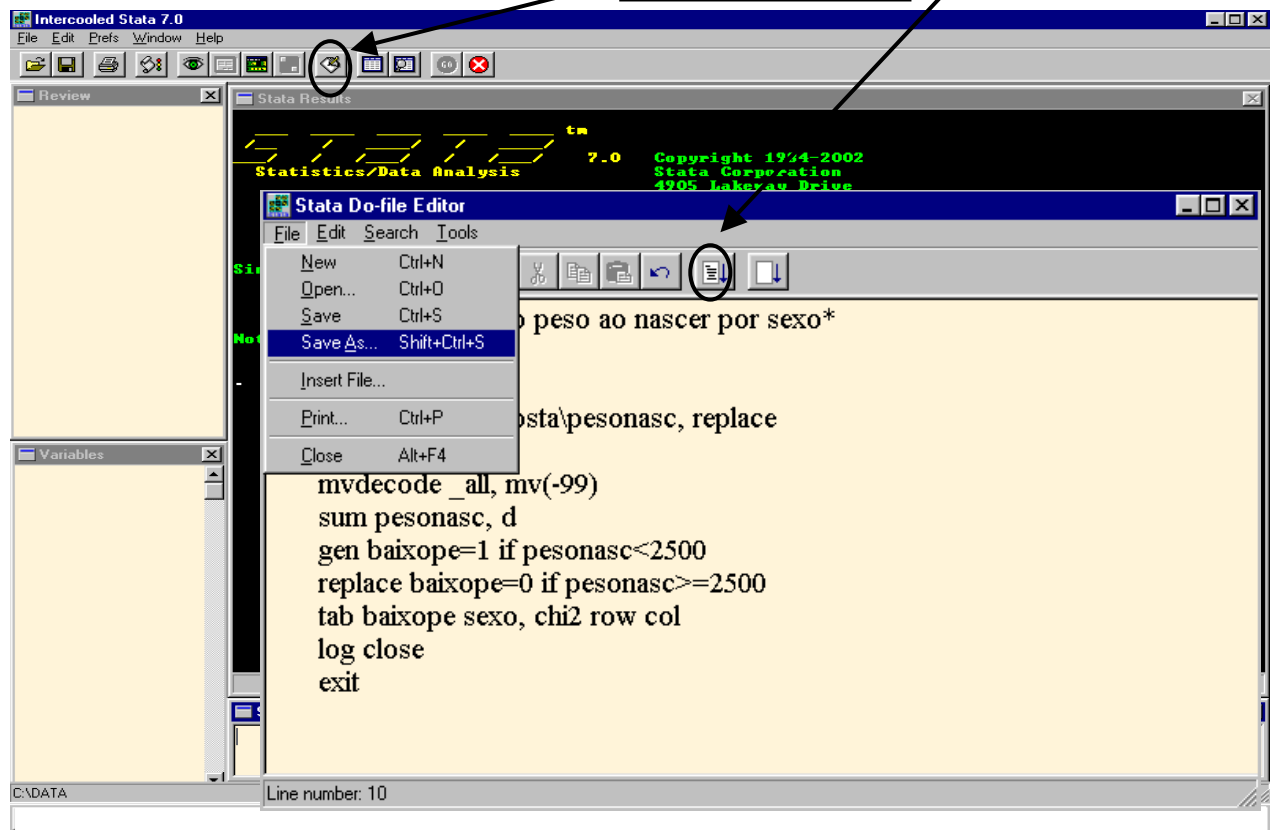 Intercooled Stata 7.0
File Edit Prefs Window Help
Review
Stata Results
STATA tm
7.0 Copyright 1984-2002
Statistics/Data Analysis Stata Corporation
4905 Lakeway Drive
Stata Do-file Editor
File Edit Search Tools
New Ctrl+N
Open... Ctrl+O
Save Ctrl+S
Save As... Shift+Ctrl+S
Insert File...
Print... Ctrl+P
Close Alt+F4
peso ao nascer por sexo*
osta\pesonasc, replace
mvdecode _all, mv(-99)
sum pesonasc, d
gen baixope=1 if pesonasc<2500
replace baixope=0 if pesonasc>=2500
tab baixope sexo, chi2 row col
log close
exit
Variables
Line number: 10
C:\DATA